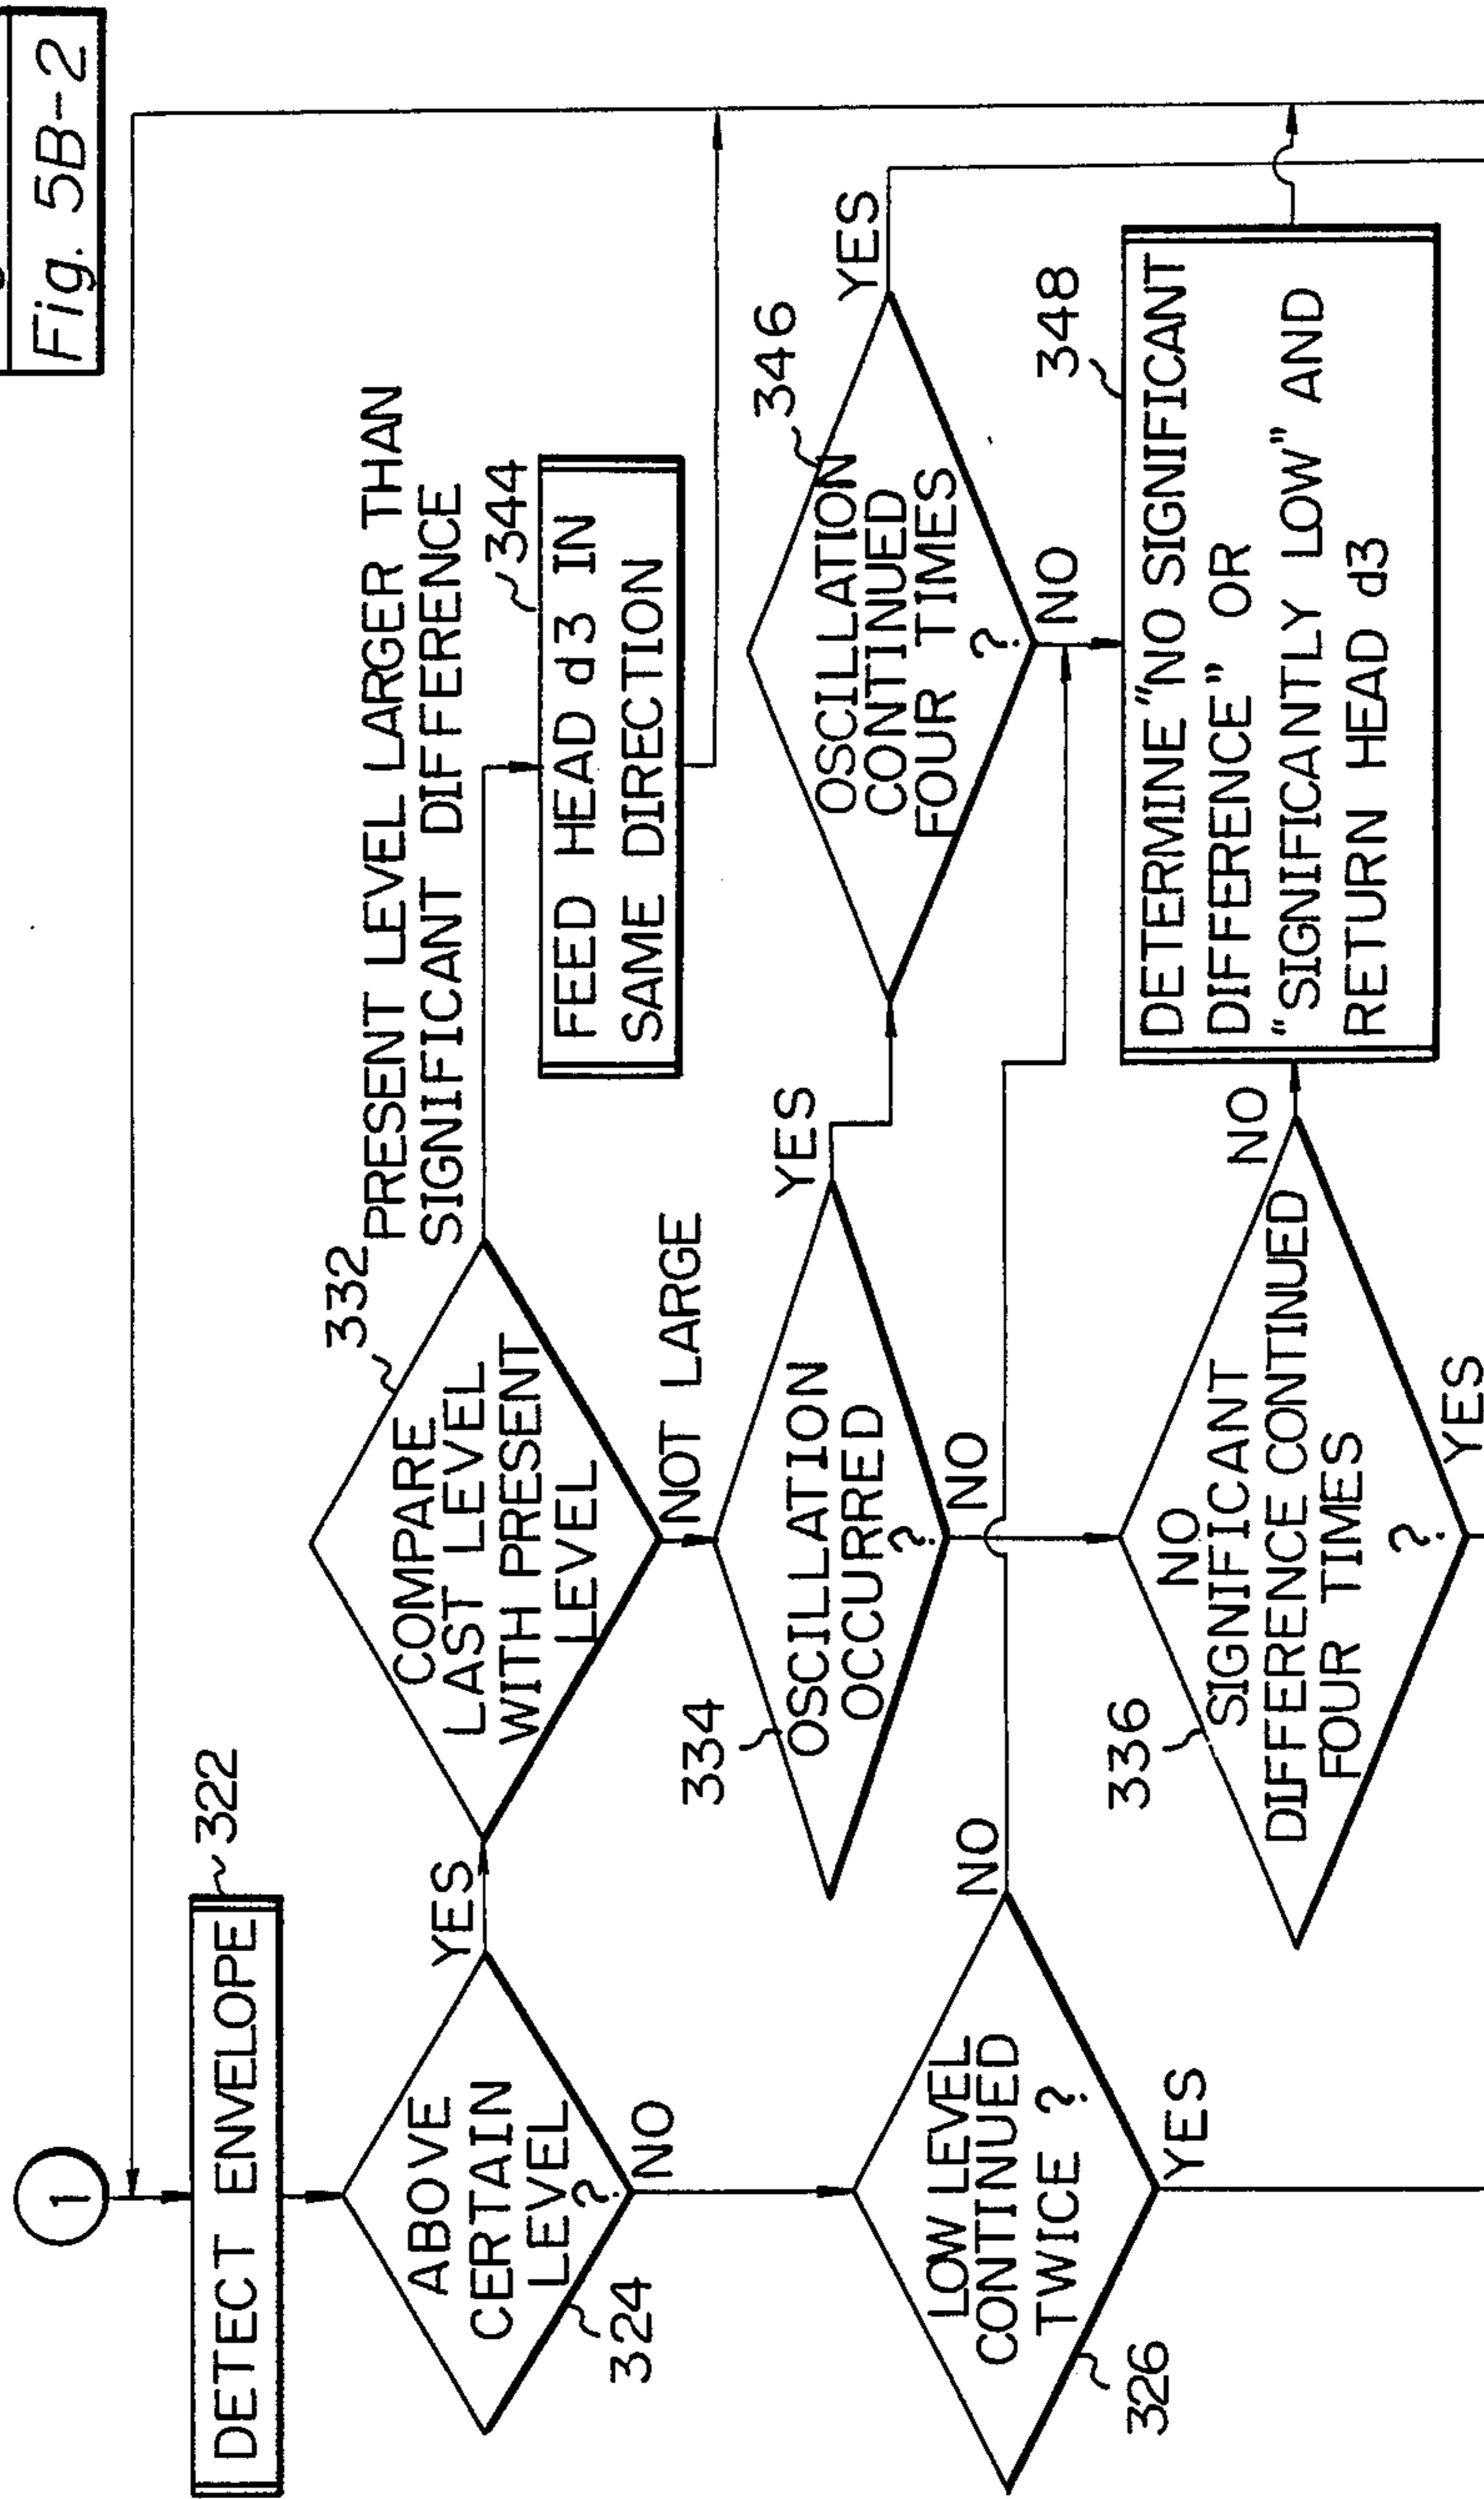 Fig. 5B-2
1
DETECT ENVELOPE
322
ABOVE
CERTAIN
LEVEL
?
324
YES
NO
COMPARE
LAST LEVEL
WITH PRESENT
LEVEL
332
PRESENT LEVEL LARGER THAN
SIGNIFICANT DIFFERENCE
NOT LARGE
FEED HEAD d3 IN
SAME DIRECTION
344
OSCILLATION
OCCURRED
?
334
YES
NO
OSCILLATION
CONTINUED
FOUR TIMES
?
346
YES
NO
LOW LEVEL
CONTINUED
TWICE ?
326
NO
YES
NO
SIGNIFICANT
DIFFERENCE CONTINUED
FOUR TIMES
?
336
NO
YES
DETERMINE "NO SIGNIFICANT
DIFFERENCE" OR
"SIGNIFICANTLY LOW" AND
RETURN HEAD d3
348